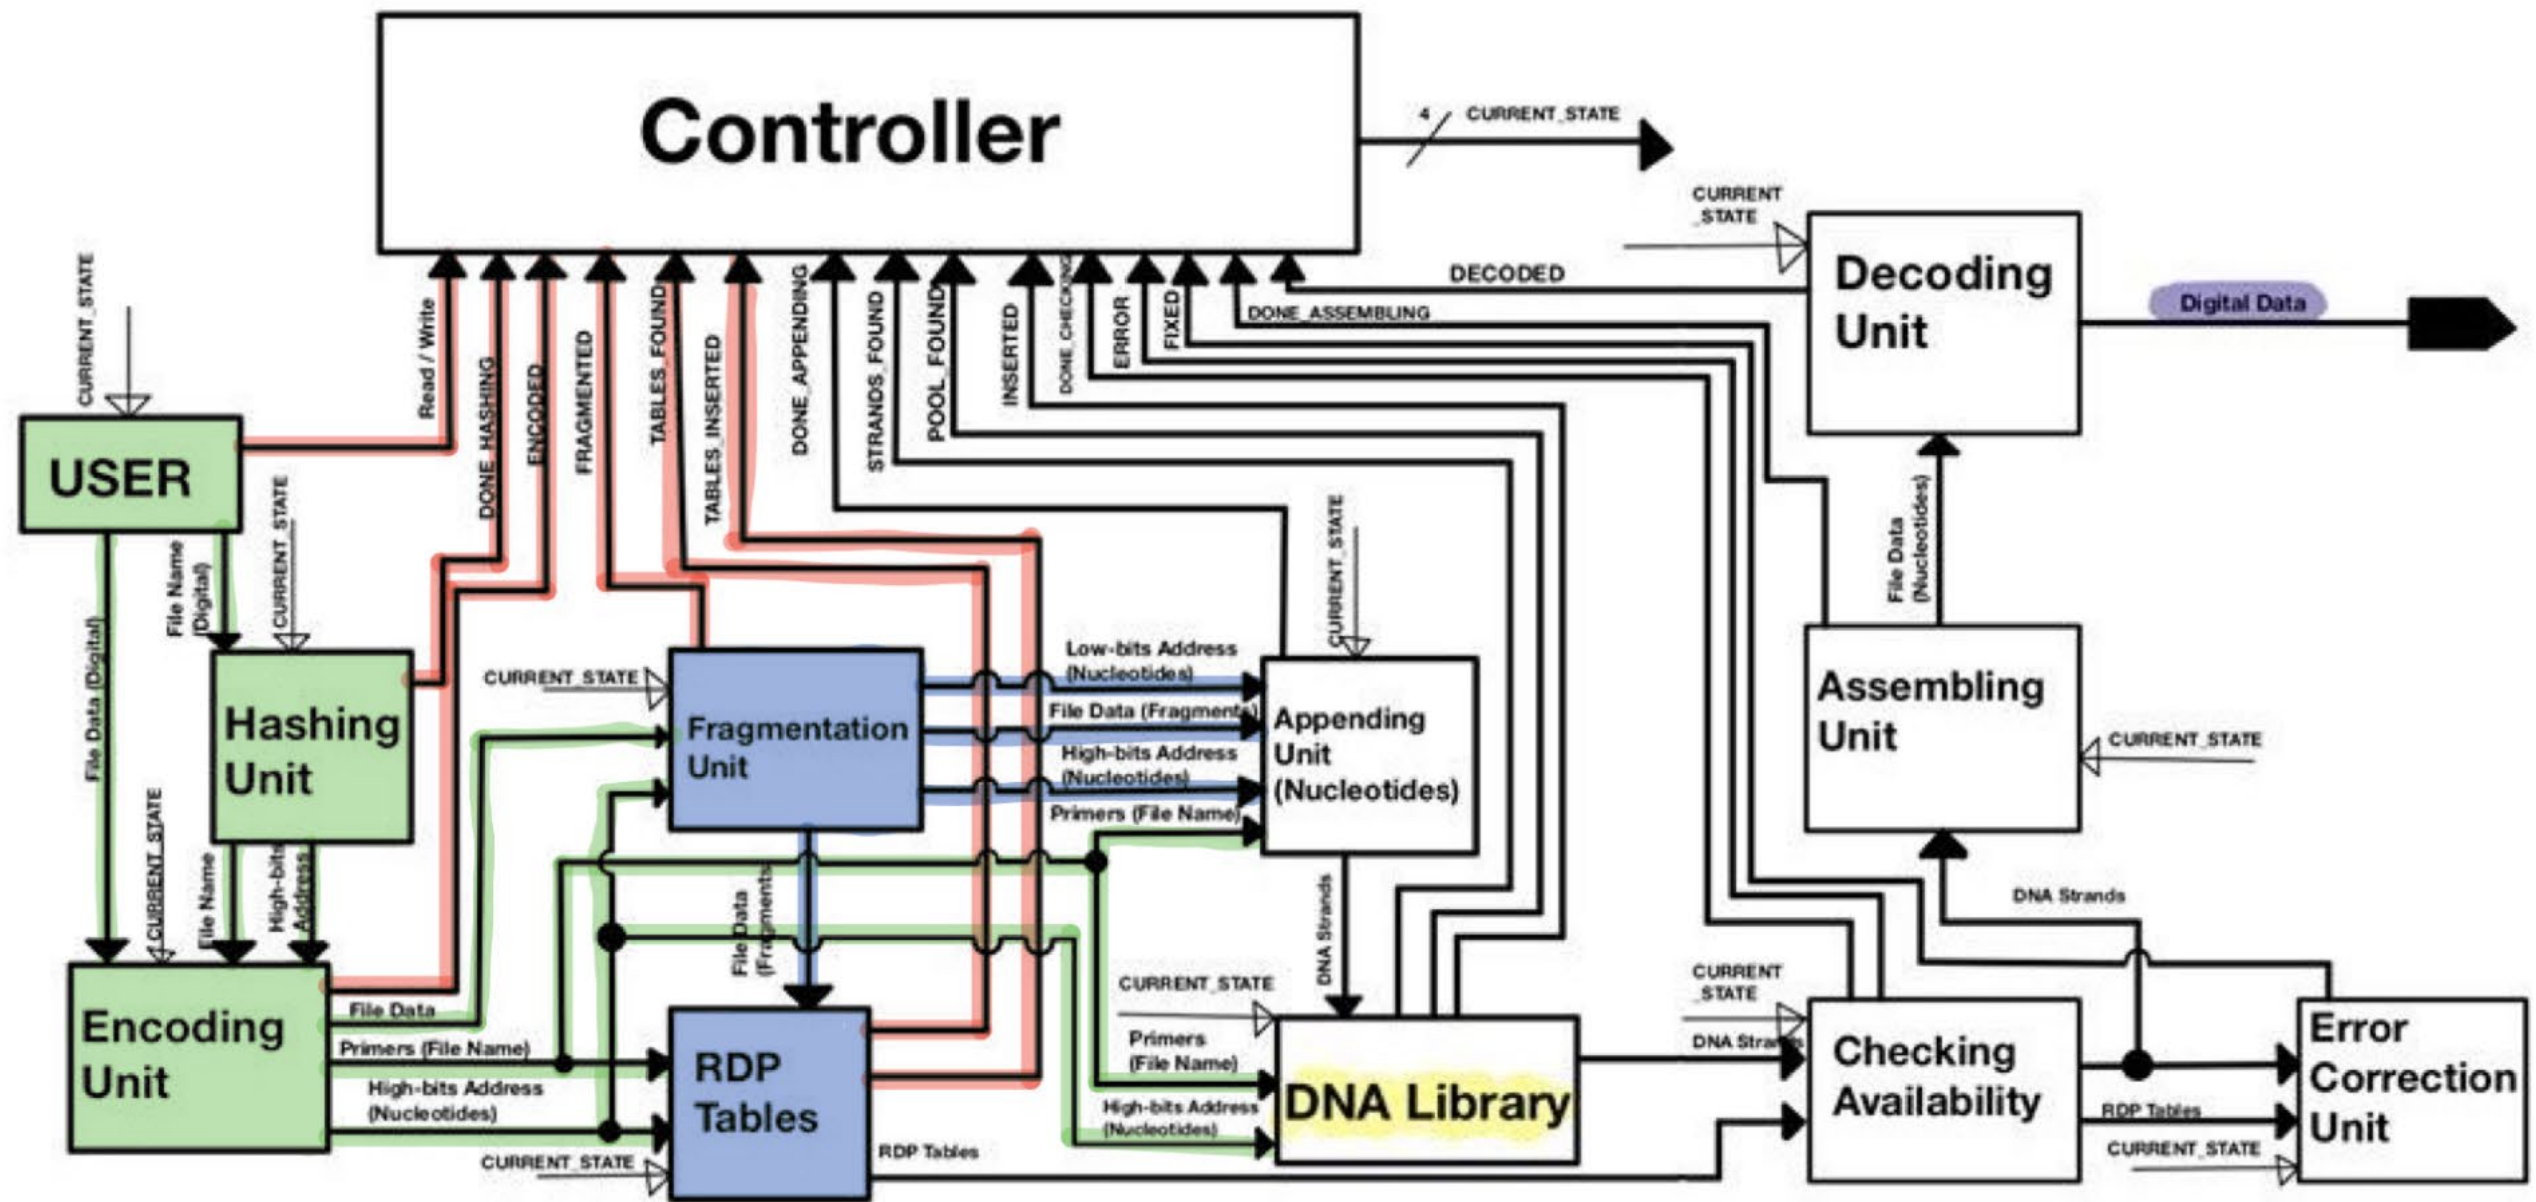 Controller
4 CURRENT_STATE
CURRENT
_STATE
Decoding
Unit
Digital Data
DECODED
DONE_ASSEMBLING
CURRENT_STATE
Read / Write
DONE_HASHING
ENCODED
FRAGMENTED
TABLES_FOUND
TABLES_INSERTED
DONE_APPENDING
STRANDS_FOUND
POOL_FOUND
INSERTED
DONE_CHECKING
ERROR
FIXED
USER
File Data (Digital)
File Name
(Digital)
CURRENT_STATE
Hashing
Unit
CURRENT_STATE
File Name
High-bits
Address
Encoding
Unit
File Data
Primers (File Name)
High-bits Address
(Nucleotides)
CURRENT_STATE
CURRENT_STATE
Fragmentation
Unit
Low-bits Address
(Nucleotides)
File Data (Fragments)
High-bits Address
(Nucleotides)
Primers (File Name)
File Data
(Fragments)
RDP
Tables
RDP Tables
CURRENT_STATE
Appending
Unit
(Nucleotides)
DNA Strands
CURRENT_STATE
Primers
(File Name)
High-bits Address
(Nucleotides)
DNA Library
File Data
(Nucleotides)
Assembling
Unit
CURRENT_STATE
DNA Strands
CURRENT
_STATE
DNA Strands
Checking
Availability
RDP Tables
CURRENT_STATE
Error
Correction
Unit